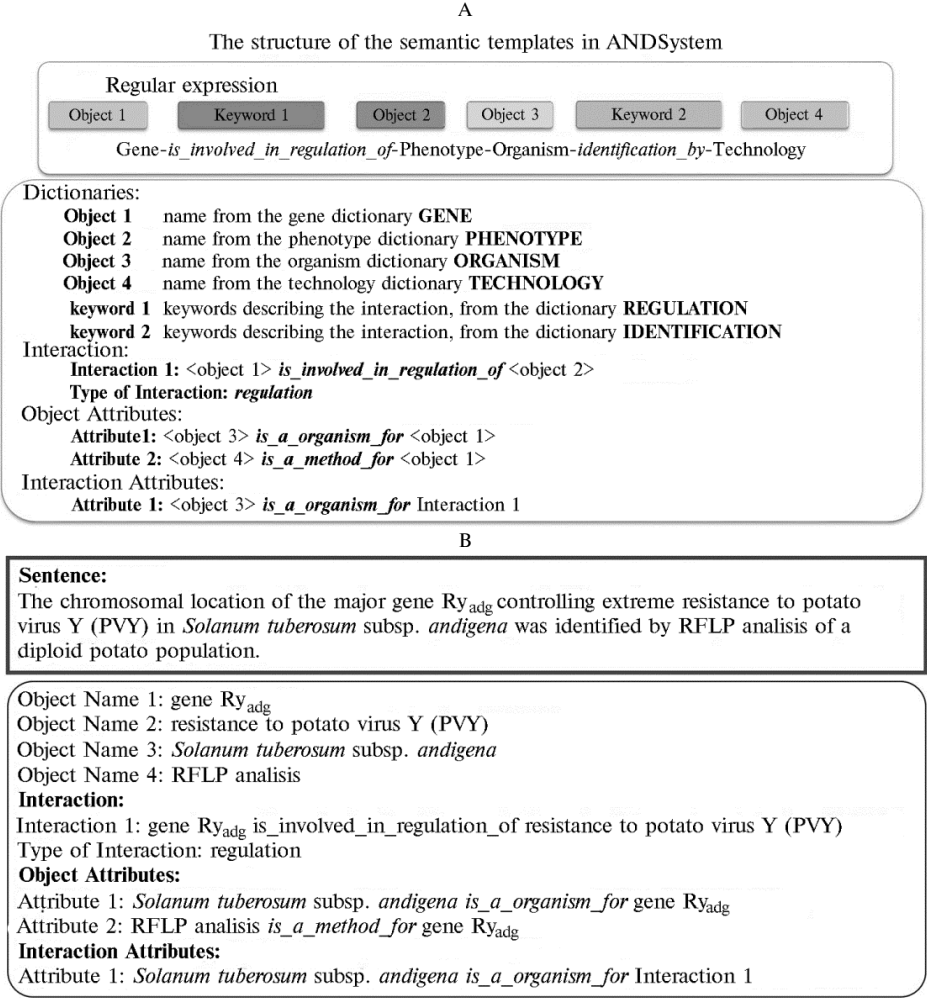 A
The structure of the semantic templates in ANDSystem
Regular expression
Object 1 Keyword 1 Object 2 Object 3 Keyword 2 Object 4
Gene-is_involved_in_regulation_of-Phenotype-Organism-identification_by-Technology
Dictionaries:
Object 1 name from the gene dictionary GENE
Object 2 name from the phenotype dictionary PHENOTYPE
Object 3 name from the organism dictionary ORGANISM
Object 4 name from the technology dictionary TECHNOLOGY
keyword 1 keywords describing the interaction, from the dictionary REGULATION
keyword 2 keywords describing the interaction, from the dictionary IDENTIFICATION
Interaction:
Interaction 1: <object 1> is_involved_in_regulation_of <object 2>
Type of Interaction: regulation
Object Attributes:
Attribute1: <object 3> is_a_organism_for <object 1>
Attribute 2: <object 4> is_a_method_for <object 1>
Interaction Attributes:
Attribute 1: <object 3> is_a_organism_for Interaction 1
B
Sentence:
The chromosomal location of the major gene Ryadg controlling extreme resistance to potato
virus Y (PVY) in Solanum tuberosum subsp. andigena was identified by RFLP analisis of a
diploid potato population.
Object Name 1: gene Ryadg
Object Name 2: resistance to potato virus Y (PVY)
Object Name 3: Solanum tuberosum subsp. andigena
Object Name 4: RFLP analisis
Interaction:
Interaction 1: gene Ryadg is_involved_in_regulation_of resistance to potato virus Y (PVY)
Type of Interaction: regulation
Object Attributes:
Attribute 1: Solanum tuberosum subsp. andigena is_a_organism_for gene Ryadg
Attribute 2: RFLP analisis is_a_method_for gene Ryadg
Interaction Attributes:
Attribute 1: Solanum tuberosum subsp. andigena is_a_organism_for Interaction 1